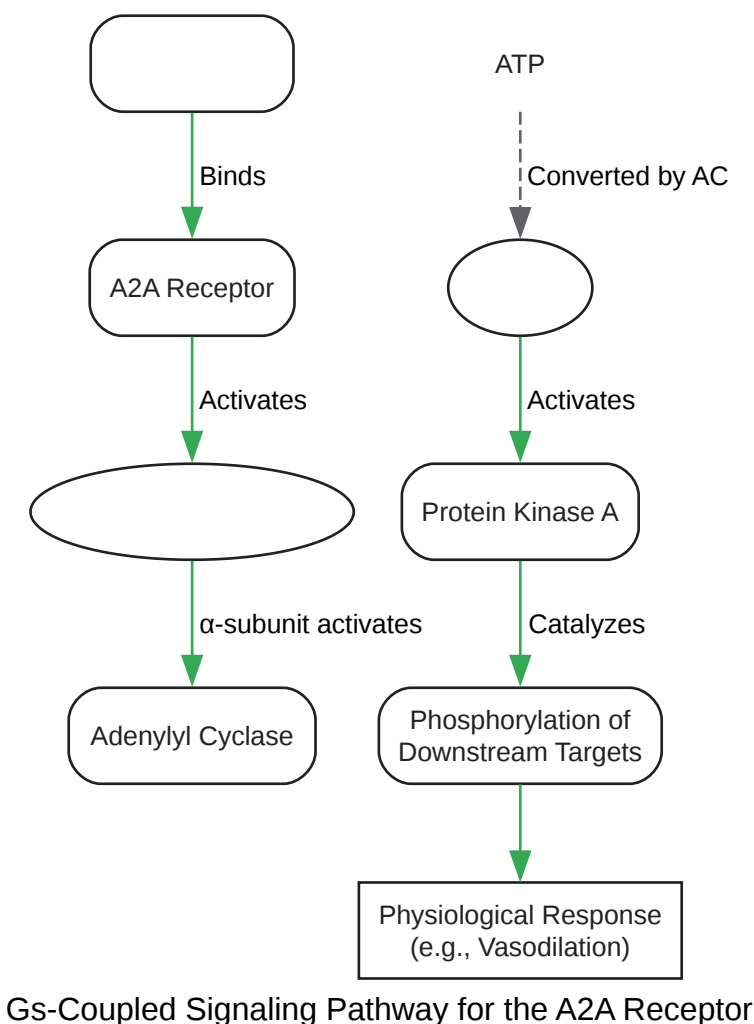 ATP
Binds
Converted by AC
A2A Receptor
Activates
Activates
Protein Kinase A
α-subunit activates
Catalyzes
Adenylyl Cyclase
Phosphorylation of
Downstream Targets
Physiological Response
(e.g., Vasodilation)
Gs-Coupled Signaling Pathway for the A2A Receptor